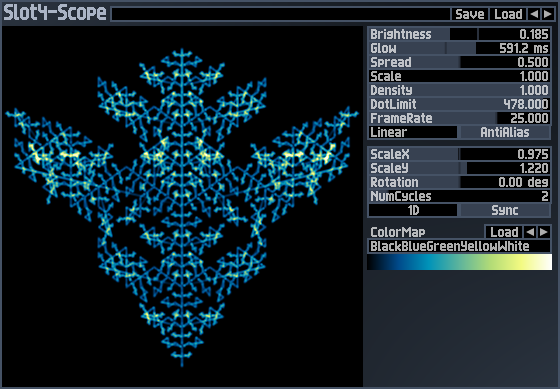 Slot4-Scope Save Load
Brightness 0.185
Glow 591.2 ms
Spread 0.500
Scale 1.000
Density 1.000
DotLimit 478.000
FrameRate 25.000
Linear AntiAlias
ScaleX 0.975
ScaleY 1.220
Rotation 0.00 deg
NumCycles 2
1D Sync
ColorMap Load
BlackBlueGreenYellowWhite